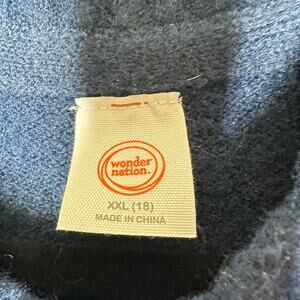 wonder
nation.
XXL (18)
MADE IN CHINA